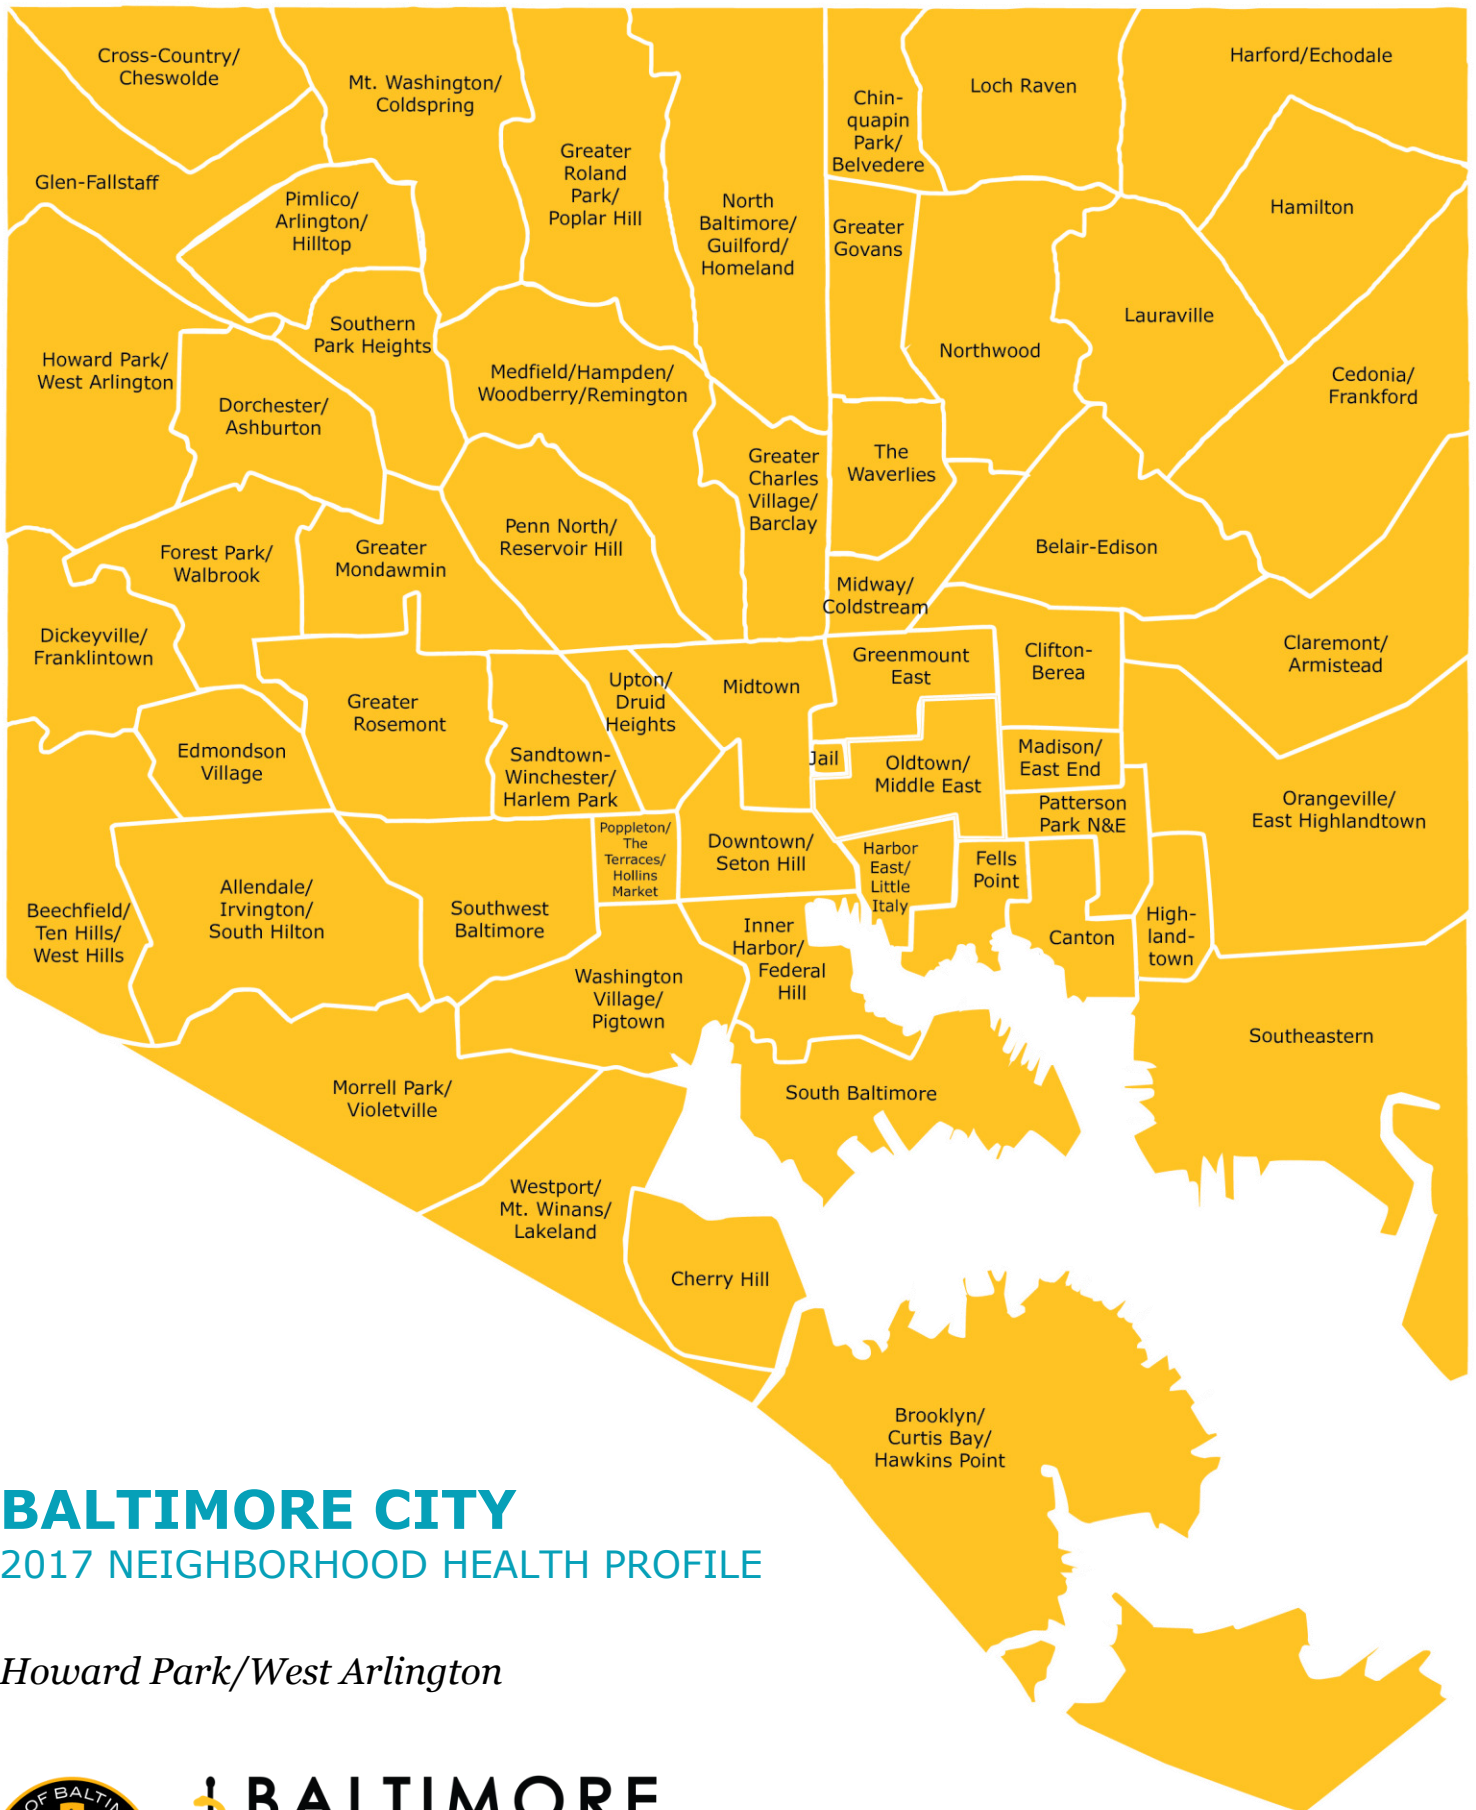 Cross-Country/
Cheswolde
Mt. Washington/
Coldspring
Greater
Roland
Park/
Poplar Hill
North
Baltimore/
Guilford/
Homeland
Chin-
quapin
Park/
Belvedere
Loch Raven
Harford/Echodale
Glen-Fallstaff
Pimlico/
Arlington/
Hilltop
Greater
Govans
Hamilton
Southern
Park Heights
Lauraville
Northwood
Howard Park/
West Arlington
Medfield/Hampden/
Woodberry/Remington
Cedonia/
Frankford
Dorchester/
Ashburton
Greater
Charles
Village/
Barclay
The
Waverlies
Penn North/
Reservoir Hill
Belair-Edison
Forest Park/
Walbrook
Greater
Mondawmin
Midway/
Coldstream
Dickeyville/
Franklintown
Claremont/
Armistead
Greenmount
East
Clifton-
Berea
Upton/
Druid
Heights
Midtown
Greater
Rosemont
Edmondson
Village
Sandtown-
Winchester/
Harlem Park
Jail
Oldtown/
Middle East
Madison/
East End
Patterson
Park N&E
Orangeville/
East Highlandtown
Poppleton/
The
Terraces/
Hollins
Market
Downtown/
Seton Hill
Harbor
East/
Little
Italy
Fells
Point
Allendale/
Irvington/
South Hilton
Beechfield/
Ten Hills/
West Hills
Southwest
Baltimore
Inner
Harbor/
Federal
Hill
Canton
High-
land-
town
Washington
Village/
Pigtown
Southeastern
Morrell Park/
Violetville
South Baltimore
Westport/
Mt. Winans/
Lakeland
Cherry Hill
Brooklyn/
Curtis Bay/
Hawkins Point
BALTIMORE CITY
2017 NEIGHBORHOOD HEALTH PROFILE
Howard Park/West Arlington
BALTIMORE